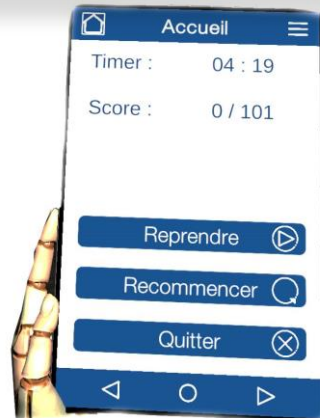 Accueil
Timer : 04 : 19
Score : 0 / 101
Reprendre
Recommencer
Quitter